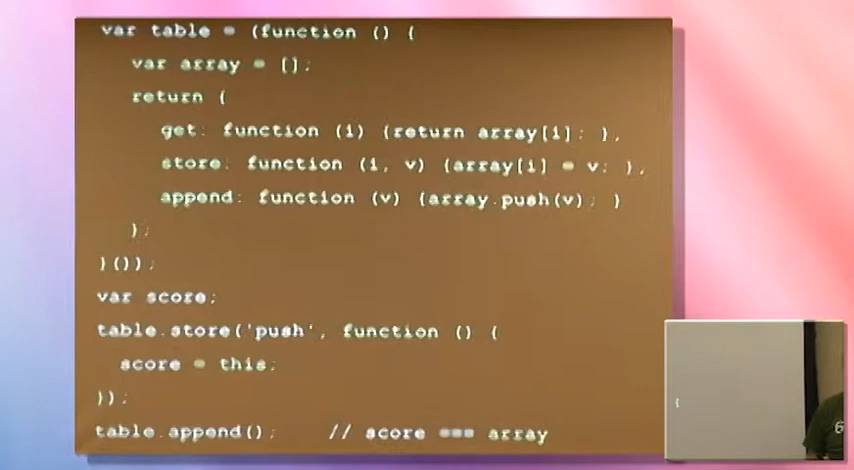 var table = (function () {
var array = [];
return {
get: function (i) {return array[i]; },
store: function (i, v) {array[i] = v; },
append: function (v) {array.push(v); }
};
}());
var score;
table.store('push', function () {
score = this;
});
table.append(); // score === array
6